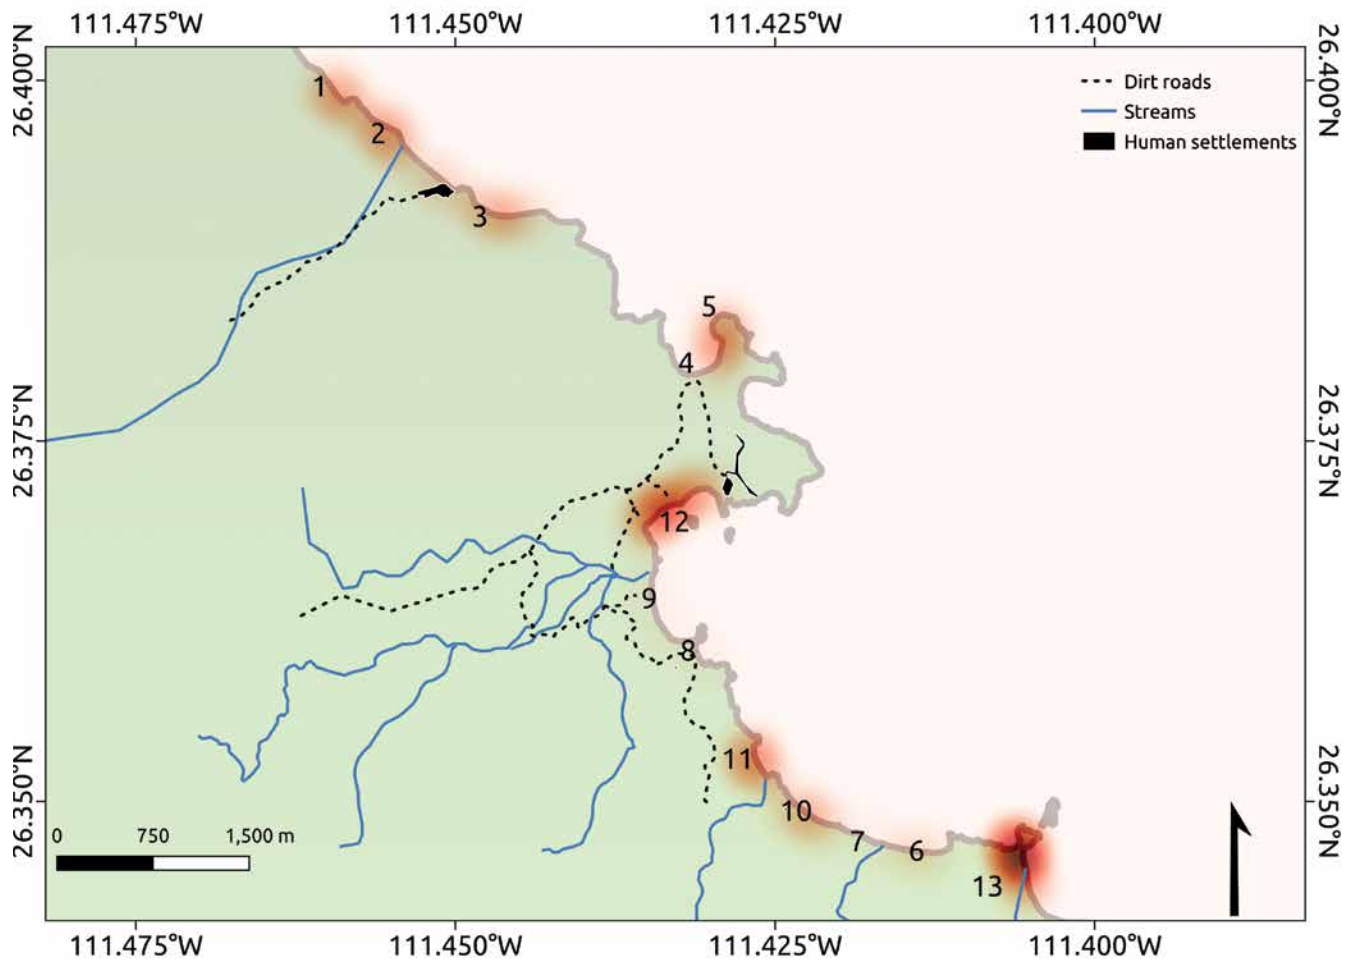 111.475°W 111.450°W 111.425°W 111.400°W
26.400°N
26.400°N
Dirt roads
Streams
Human settlements
1
2
3
5
4
26.375°N
26.375°N
12
9
8
11
10
7
6
13
26.350°N
26.350°N
0 750 1,500 m
111.475°W 111.450°W 111.425°W 111.400°W